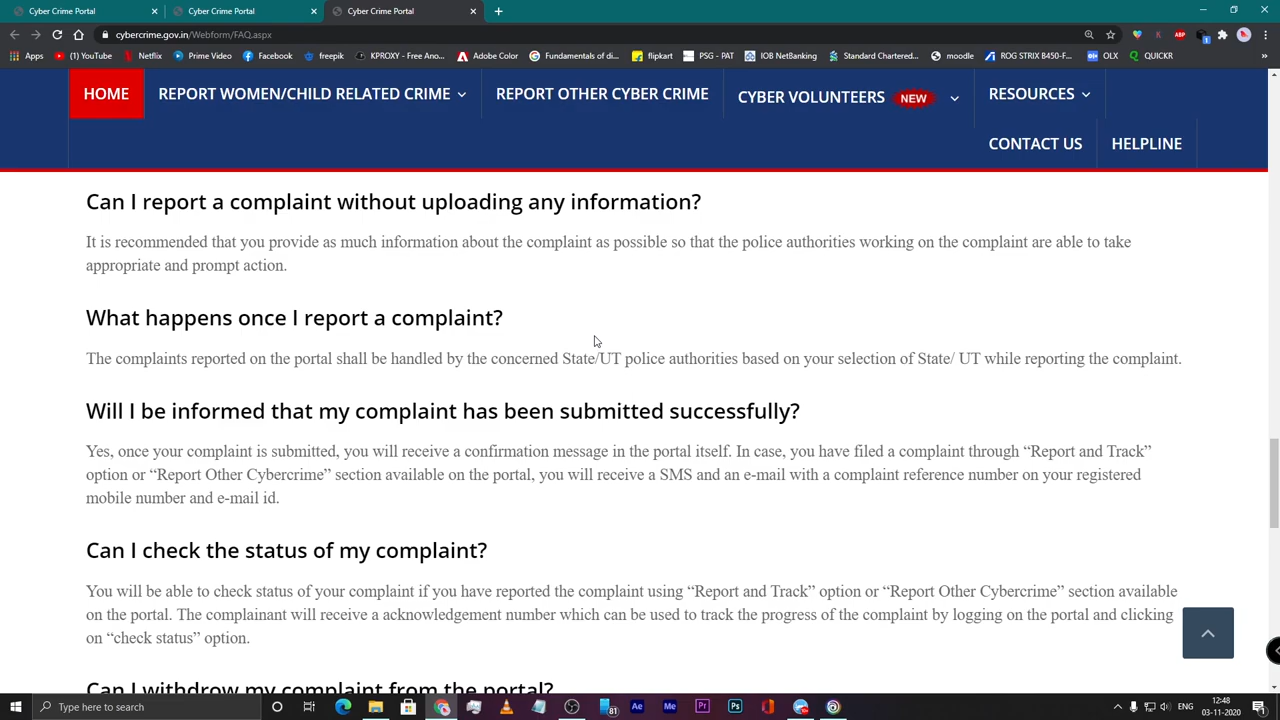 Cyber Crime Portal
Cyber Crime Portal
Cyber Crime Portal
cybercrime.gov.in/Webform/FAQ.aspx
Apps
(1) YouTube
Netflix
Prime Video
Facebook
freepik
KPROXY - Free Ano...
Adobe Color
Fundamentals of di...
flipkart
PSG - PAT
IOB NetBanking
Standard Chartered...
moodle
ROG STRIX B450-F...
OLX
QUICKR
HOME
REPORT WOMEN/CHILD RELATED CRIME
REPORT OTHER CYBER CRIME
CYBER VOLUNTEERS NEW
RESOURCES
CONTACT US
HELPLINE
Can I report a complaint without uploading any information?
It is recommended that you provide as much information about the complaint as possible so that the police authorities working on the complaint are able to take
appropriate and prompt action.
What happens once I report a complaint?
The complaints reported on the portal shall be handled by the concerned State/UT police authorities based on your selection of State/ UT while reporting the complaint.
Will I be informed that my complaint has been submitted successfully?
Yes, once your complaint is submitted, you will receive a confirmation message in the portal itself. In case, you have filed a complaint through “Report and Track”
option or “Report Other Cybercrime” section available on the portal, you will receive a SMS and an e-mail with a complaint reference number on your registered
mobile number and e-mail id.
Can I check the status of my complaint?
You will be able to check status of your complaint if you have reported the complaint using “Report and Track” option or “Report Other Cybercrime” section available
on the portal. The complainant will receive a acknowledgement number which can be used to track the progress of the complaint by logging on the portal and clicking
on “check status” option.
Can I withdrow my complaint from the portal?
Type here to search
ENG
12:48
03-11-2020